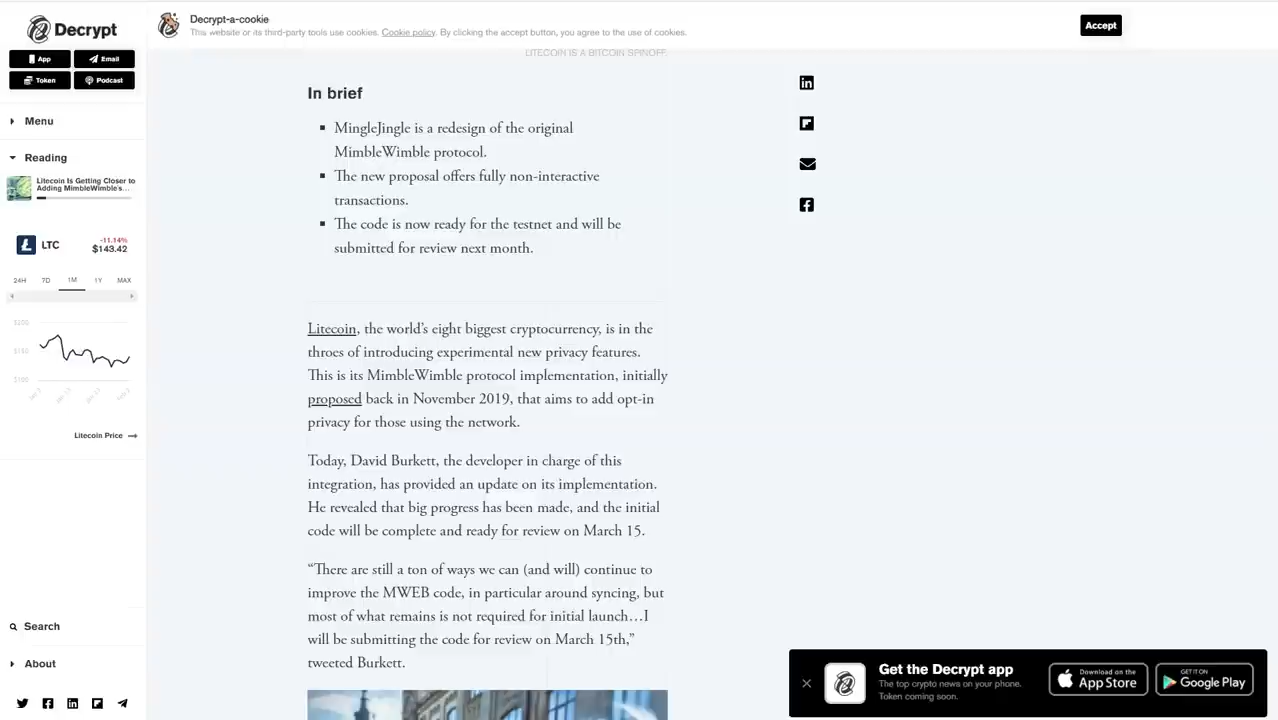 Decrypt
App
Email
Token
Podcast
Menu
Reading
Litecoin Is Getting Closer to
Adding MimbleWimble's...
LTC
-11.14%
$143.42
24H 7D 1M 1Y MAX
$200
$150
$100
Litecoin Price
Search
About
Decrypt-a-cookie
This website or its third-party tools use cookies. Cookie policy. By clicking the accept button, you agree to the use of cookies.
Accept
LITECOIN IS A BITCOIN SPINOFF.
In brief
MingleJingle is a redesign of the original
MimbleWimble protocol.
The new proposal offers fully non-interactive
transactions.
The code is now ready for the testnet and will be
submitted for review next month.
Litecoin, the world's eight biggest cryptocurrency, is in the
throes of introducing experimental new privacy features.
This is its MimbleWimble protocol implementation, initially
proposed back in November 2019, that aims to add opt-in
privacy for those using the network.
Today, David Burkett, the developer in charge of this
integration, has provided an update on its implementation.
He revealed that big progress has been made, and the initial
code will be complete and ready for review on March 15.
“There are still a ton of ways we can (and will) continue to
improve the MWEB code, in particular around syncing, but
most of what remains is not required for initial launch…I
will be submitting the code for review on March 15th,”
tweeted Burkett.
Get the Decrypt app
The top crypto news on your phone.
Token coming soon.
Download on the
App Store
GET IT ON
Google Play